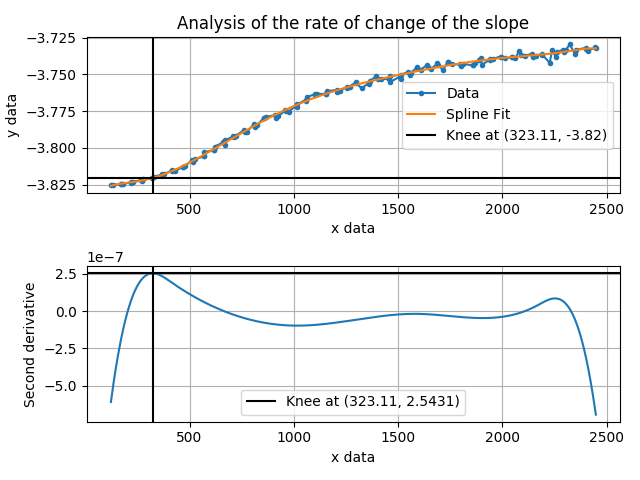 Analysis of the rate of change of the slope
−3.725
−3.750
−3.775
−3.800
−3.825
y data
Data
Spline Fit
Knee at (323.11, -3.82)
500
1000
1500
2000
2500
x data
1e−7
2.5
0.0
−2.5
−5.0
Second derivative
Knee at (323.11, 2.5431)
500
1000
1500
2000
2500
x data